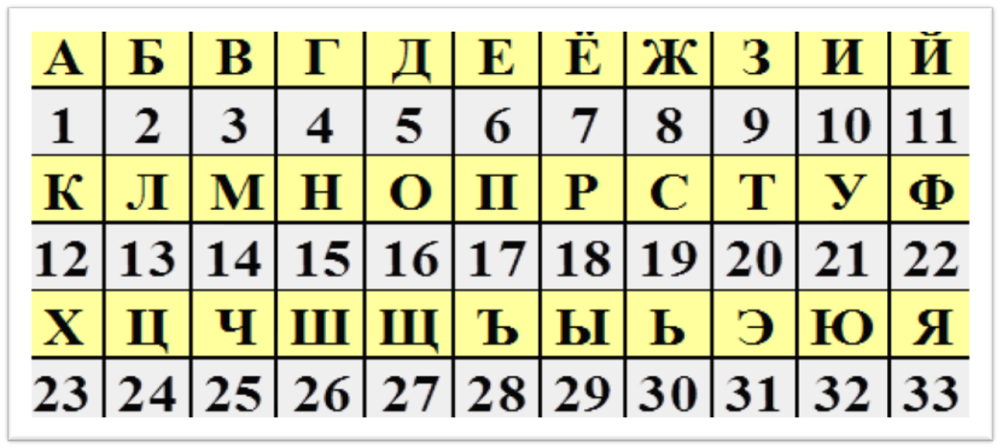 А Б В Г Д Е Ё Ж З И Й
1 2 3 4 5 6 7 8 9 10 11
К Л М Н О П Р С Т У Ф
12 13 14 15 16 17 18 19 20 21 22
Х Ц Ч Ш Щ Ъ Ы Ь Э Ю Я
23 24 25 26 27 28 29 30 31 32 33